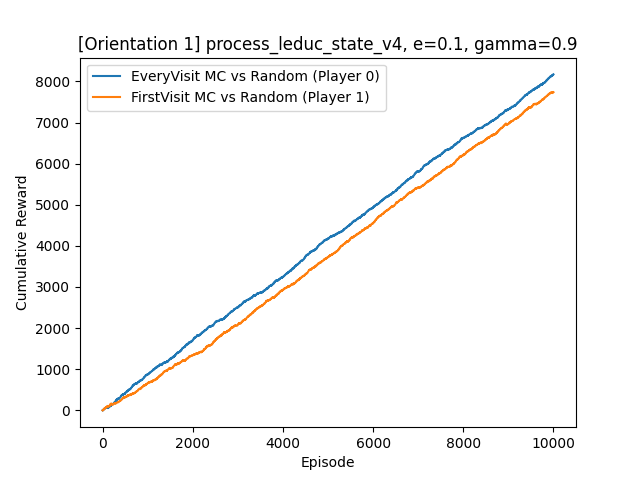 [Orientation 1] process_leduc_state_v4, e=0.1, gamma=0.9
EveryVisit MC vs Random (Player 0)
FirstVisit MC vs Random (Player 1)
8000
7000
6000
5000
4000
3000
2000
1000
0
Cumulative Reward
0 2000 4000 6000 8000 10000
Episode